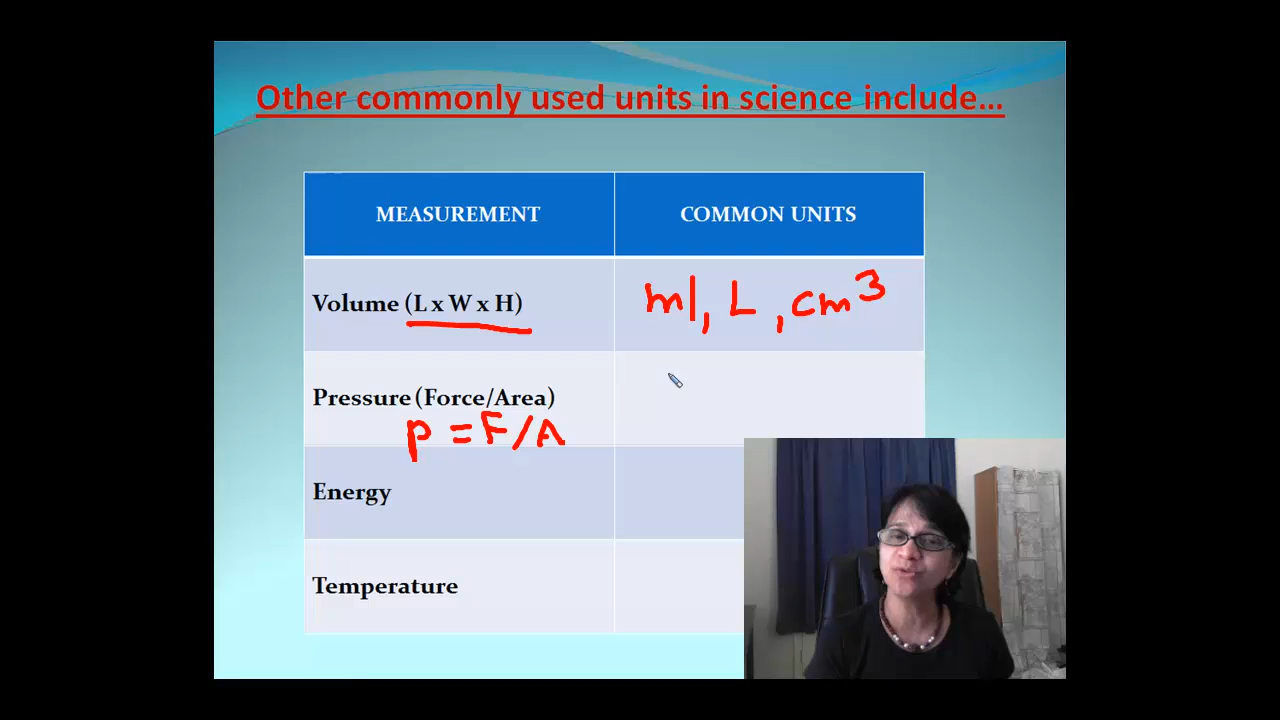 Other commonly used units in science include...
MEASUREMENT COMMON UNITS
Volume (L x W x H) ml, L, cm³
Pressure (Force/Area)
P = F/A
Energy
Temperature